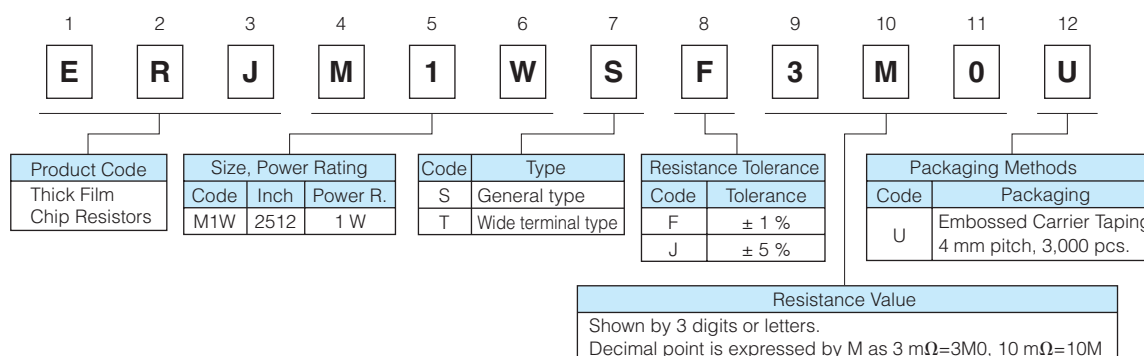 1 2 3 4 5 6 7 8 9 10 11 12
E R J M 1 W S F 3 M 0 U
Product Code
Thick Film
Chip Resistors
Size, Power Rating
Code Inch Power R.
M1W 2512 1 W
Code Type
S General type
T Wide terminal type
Resistance Tolerance
Code Tolerance
F ± 1 %
J ± 5 %
Packaging Methods
Code Packaging
U Embossed Carrier Taping
4 mm pitch, 3,000 pcs.
Resistance Value
Shown by 3 digits or letters.
Decimal point is expressed by M as 3 mΩ=3M0, 10 mΩ=10M